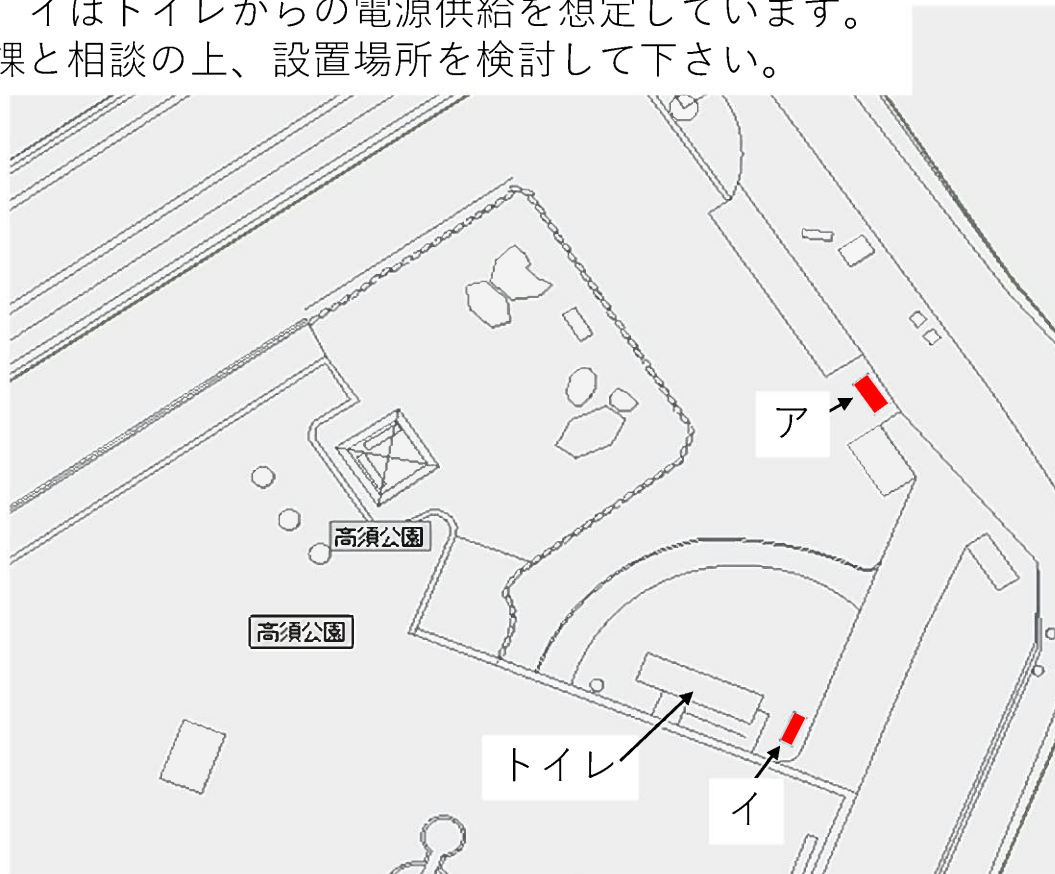 イはトイレからの電源供給を想定しています。
課と相談の上、設置場所を検討して下さい。
ア
高須公園
高須公園
トイレ
イ